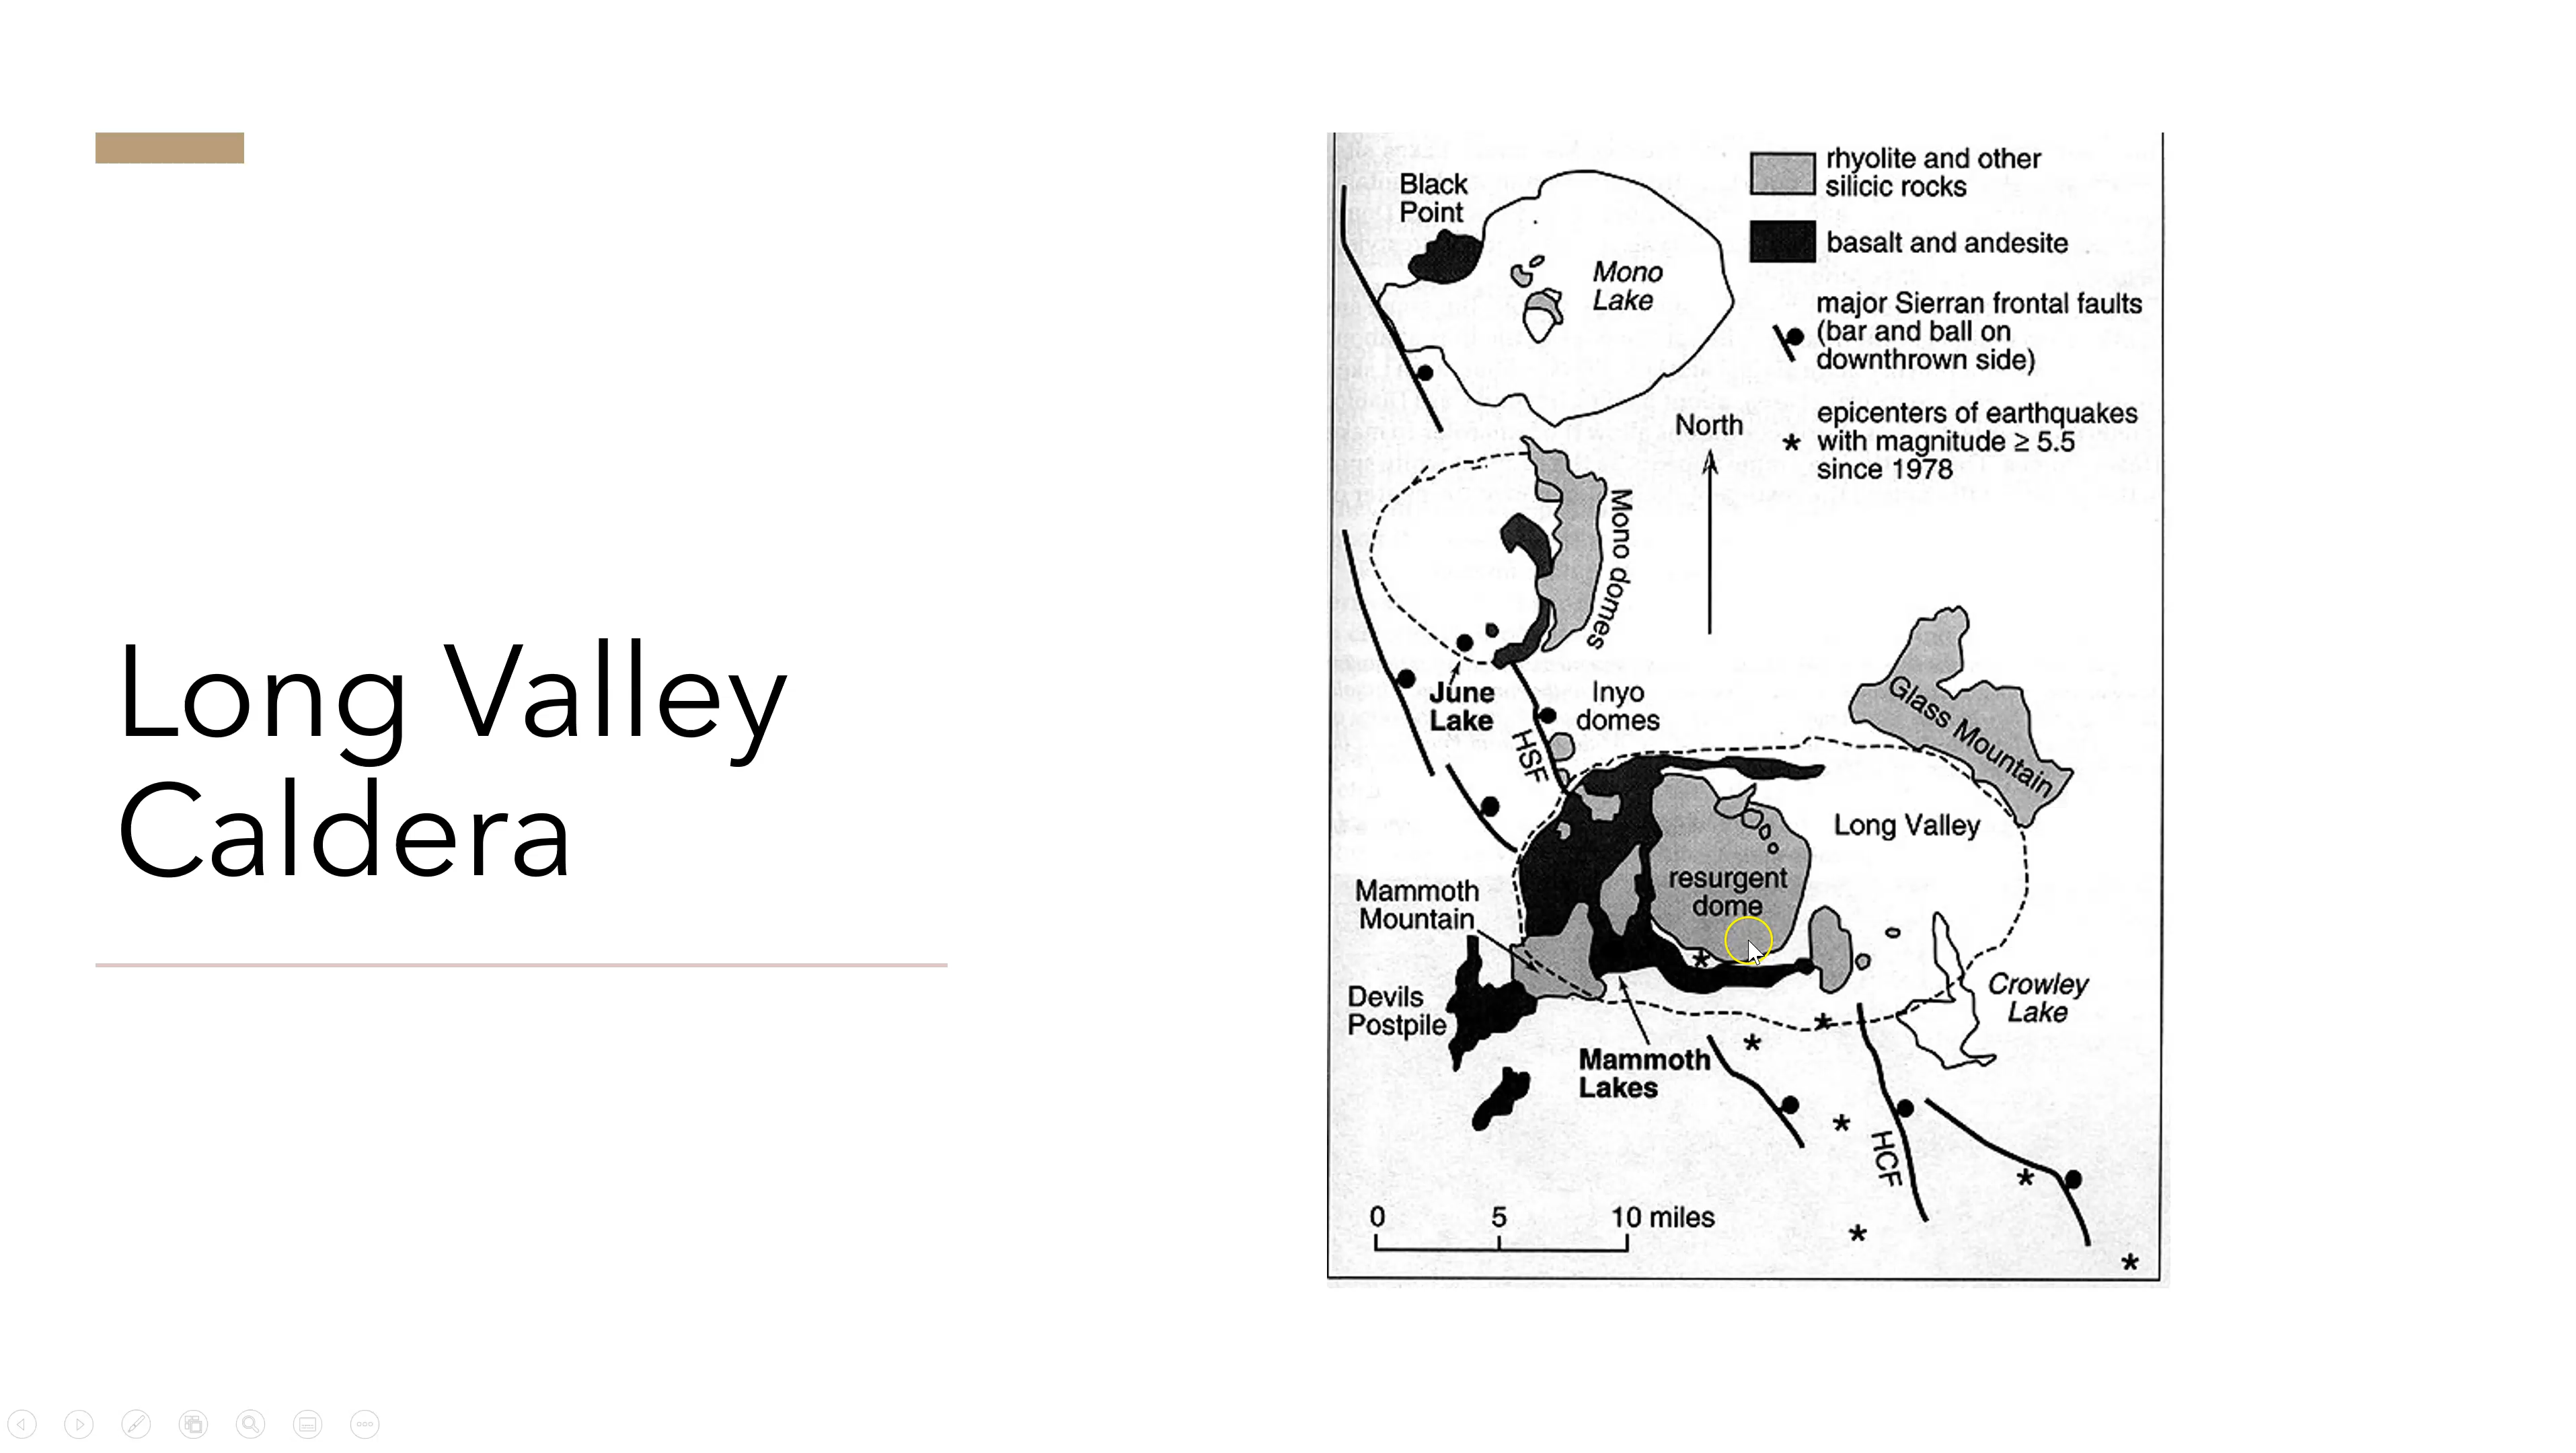 Long Valley
Caldera
Black
Point
Mono
Lake
rhyolite and other
silicic rocks
basalt and andesite
major Sierran frontal faults
(bar and ball on
downthrown side)
* epicenters of earthquakes
with magnitude ≥ 5.5
since 1978
North
Mono domes
June
Lake
Inyo
domes
HSF
Glass Mountain
Long Valley
resurgent
dome
Mammoth
Mountain
Devils
Postpile
Crowley
Lake
Mammoth
Lakes
HCF
0 5 10 miles